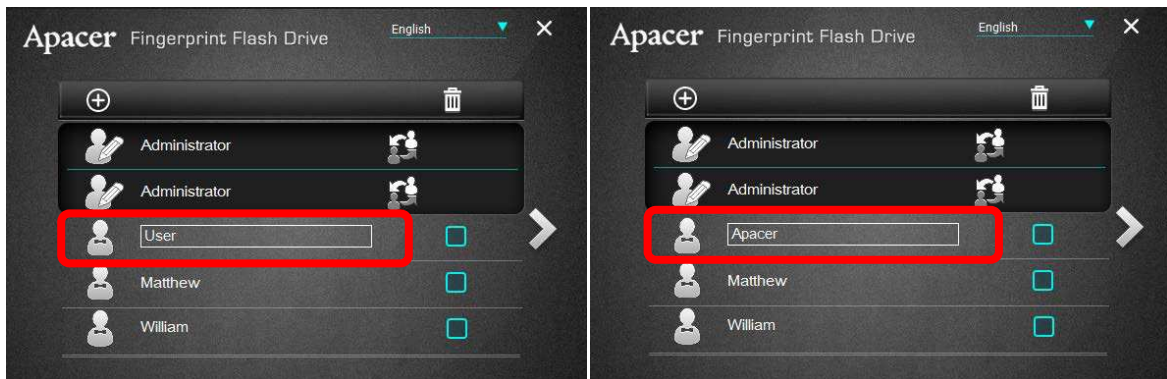 Apacer Fingerprint Flash Drive English
Administrator
Administrator
User
Matthew
William
Apacer Fingerprint Flash Drive English
Administrator
Administrator
Apacer
Matthew
William